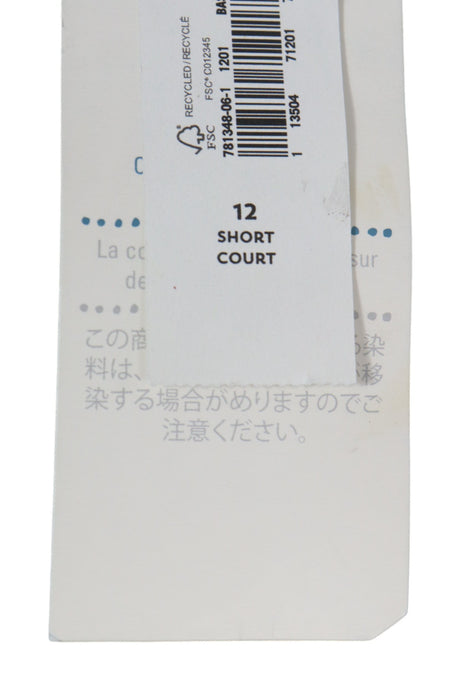 RECYCLED / RECYCLÉ
FSC® C012345
FSC
781348-06-1 1201
1 13504 71201
12
SHORT
COURT
La sur
de
この商 る染
料は、 移
染する場合がめりますのでご
注意ください。